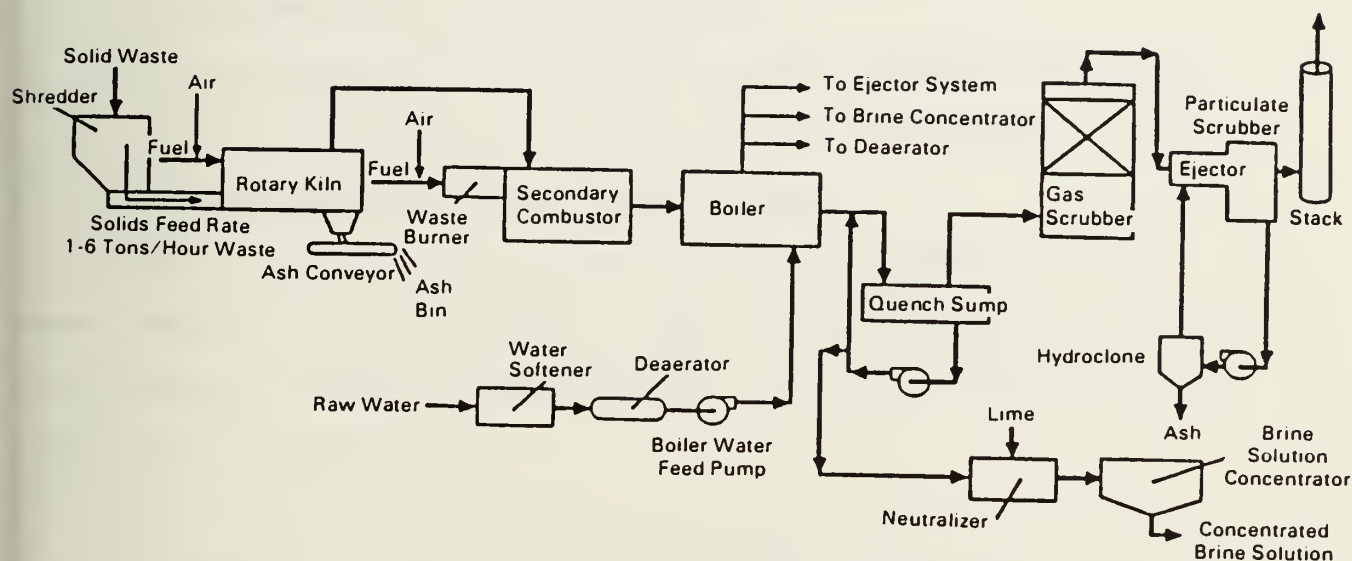 Solid Waste
Shredder
Air
Fuel
Rotary Kiln
Solids Feed Rate
1-6 Tons/Hour Waste
Ash Conveyor
Ash
Bin
Air
Fuel
Waste
Burner
Secondary
Combustor
Boiler
To Ejector System
To Brine Concentrator
To Deaerator
Gas
Scrubber
Particulate
Scrubber
Ejector
Stack
Quench Sump
Hydroclone
Ash
Raw Water
Water
Softener
Deaerator
Boiler Water
Feed Pump
Lime
Neutralizer
Brine
Solution
Concentrator
Concentrated
Brine Solution